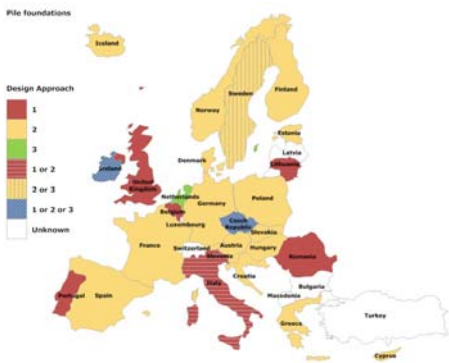 Pile foundations
Iceland
Design Approach
1
2
3
1 or 2
2 or 3
1 or 2 or 3
Unknown
Finland
Sweden
Norway
Estonia
Latvia
Lithuania
Denmark
Ireland
United
Kingdom
Netherlands
Belgium
Germany
Poland
Luxembourg
Czech
Republic
Slovakia
France
Switzerland
Austria
Hungary
Slovenia
Romania
Croatia
Italy
Bulgaria
Macedonia
Portugal
Spain
Turkey
Greece
Cyprus